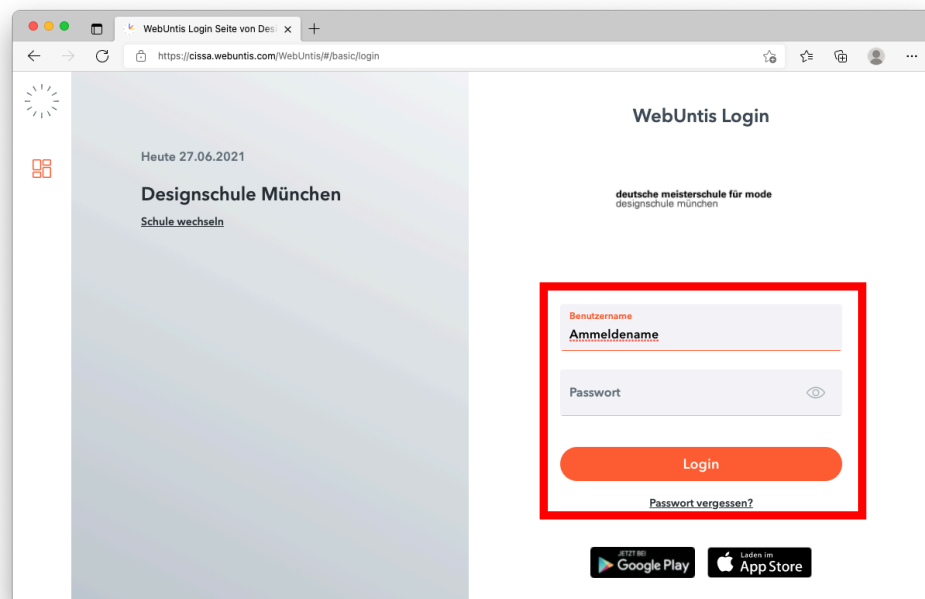 WebUntis Login Seite von Desi
https://cissa.webuntis.com/WebUntis/#/basic/login
Heute 27.06.2021
Designschule München
Schule wechseln
WebUntis Login
deutsche meisterschule für mode
designschule münchen
Benutzername
Ammeldename
Passwort
Login
Passwort vergessen?
JETZT BEI
Google Play
Laden im
App Store